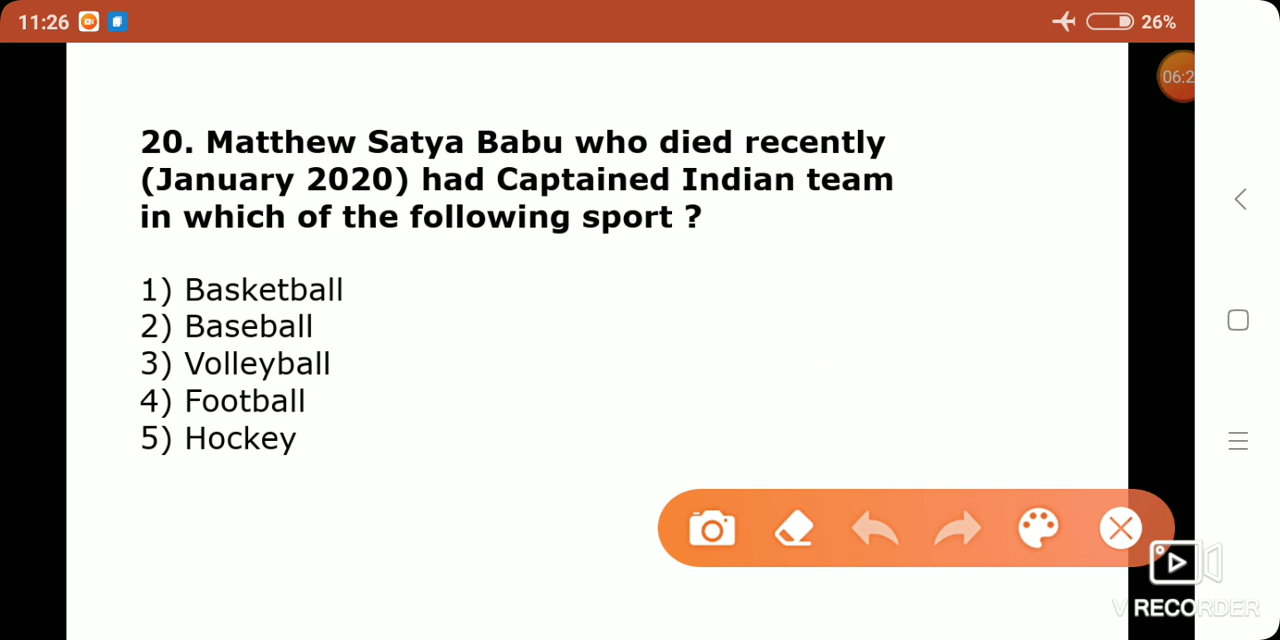 11:26
26%
06:2
20. Matthew Satya Babu who died recently
(January 2020) had Captained Indian team
in which of the following sport ?
1) Basketball
2) Baseball
3) Volleyball
4) Football
5) Hockey
V RECORDER